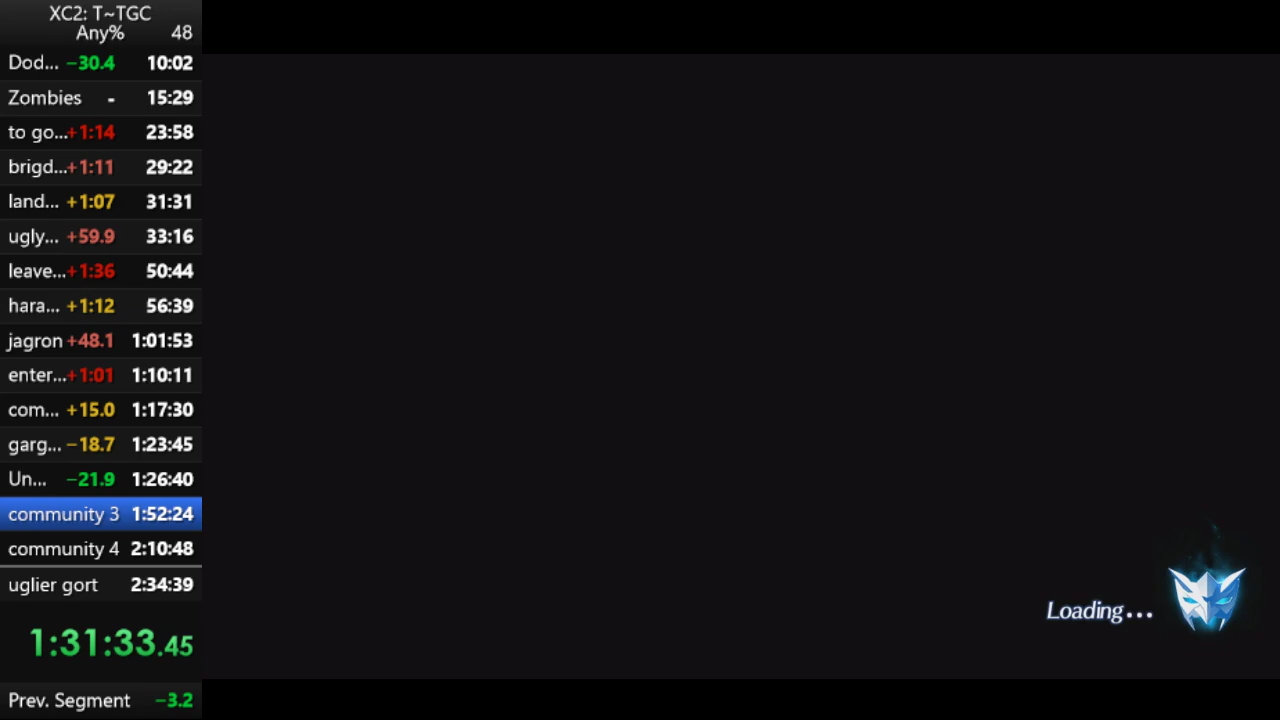 XC2: T~TGC
Any% 48
Dod... −30.4 10:02
Zombies - 15:29
to go...+1:14 23:58
brigd...+1:11 29:22
land... +1:07 31:31
ugly... +59.9 33:16
leave...+1:36 50:44
hara... +1:12 56:39
jagron +48.1 1:01:53
enter...+1:01 1:10:11
com... +15.0 1:17:30
garg... −18.7 1:23:45
Un... −21.9 1:26:40
community 3 1:52:24
community 4 2:10:48
uglier gort 2:34:39
Loading...
1:31:33.45
Prev. Segment −3.2